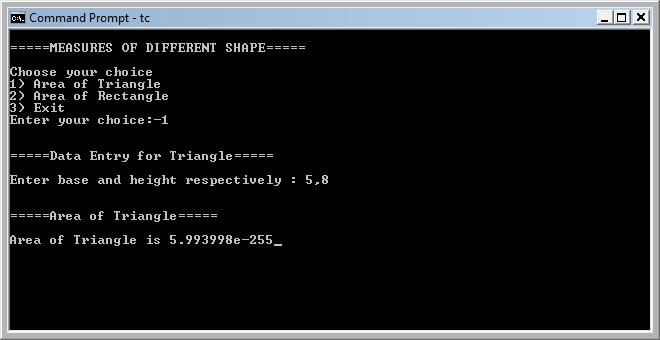 Command Prompt - tc
=====MEASURES OF DIFFERENT SHAPE=====
Choose your choice
1) Area of Triangle
2) Area of Rectangle
3) Exit
Enter your choice:-1
=====Data Entry for Triangle=====
Enter base and height respectively : 5,8
=====Area of Triangle=====
Area of Triangle is 5.993998e-255_